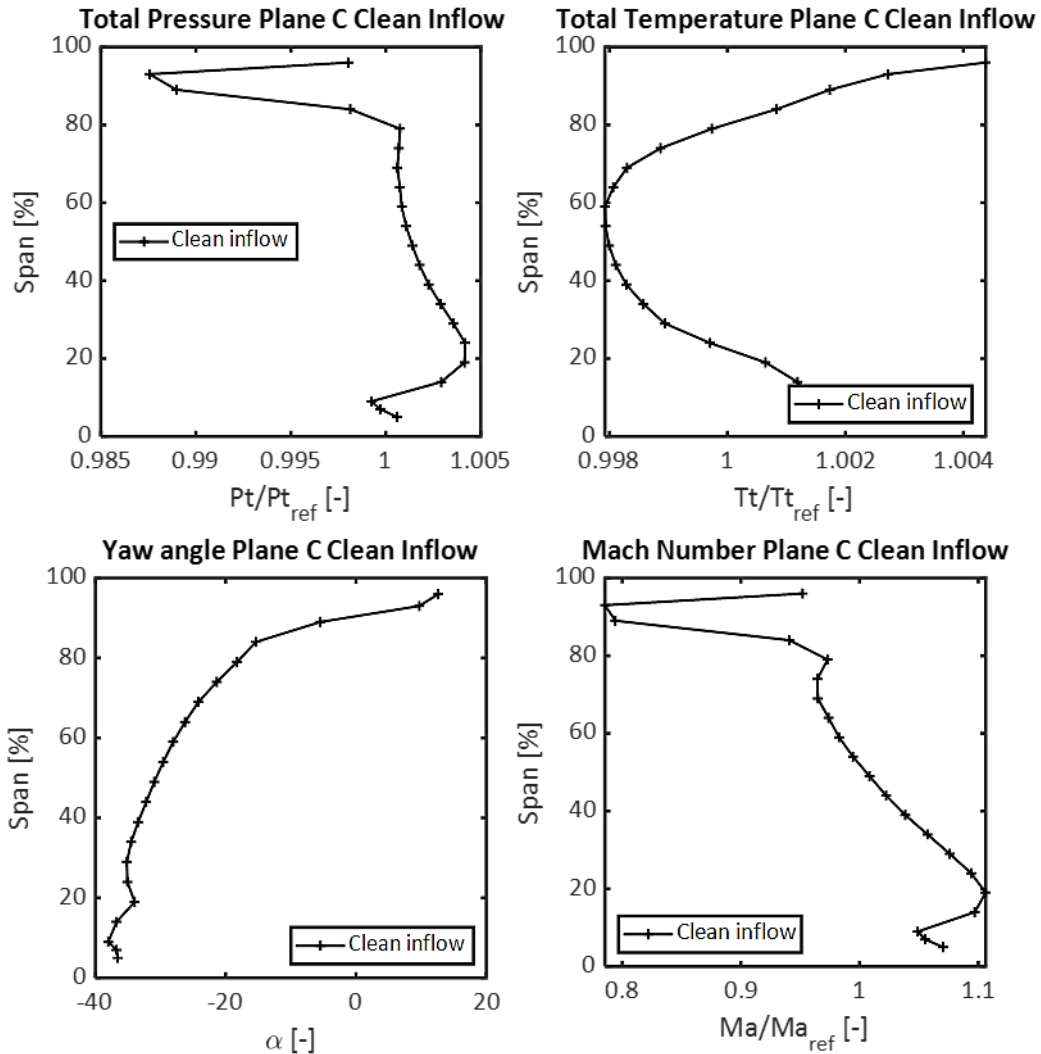 Total Pressure Plane C Clean Inflow
100
80
60
40
20
0
Span [%]
Clean inflow
0.985
0.99
0.995
1
1.005
Pt/Pt_ref [-]
Total Temperature Plane C Clean Inflow
100
80
60
40
20
0
Span [%]
Clean inflow
0.998
1
1.002
1.004
Tt/Tt_ref [-]
Yaw angle Plane C Clean Inflow
100
80
60
40
20
0
Span [%]
Clean inflow
-40
-20
0
20
α [-]
Mach Number Plane C Clean Inflow
100
80
60
40
20
0
Span [%]
Clean inflow
0.8
0.9
1
1.1
Ma/Ma_ref [-]